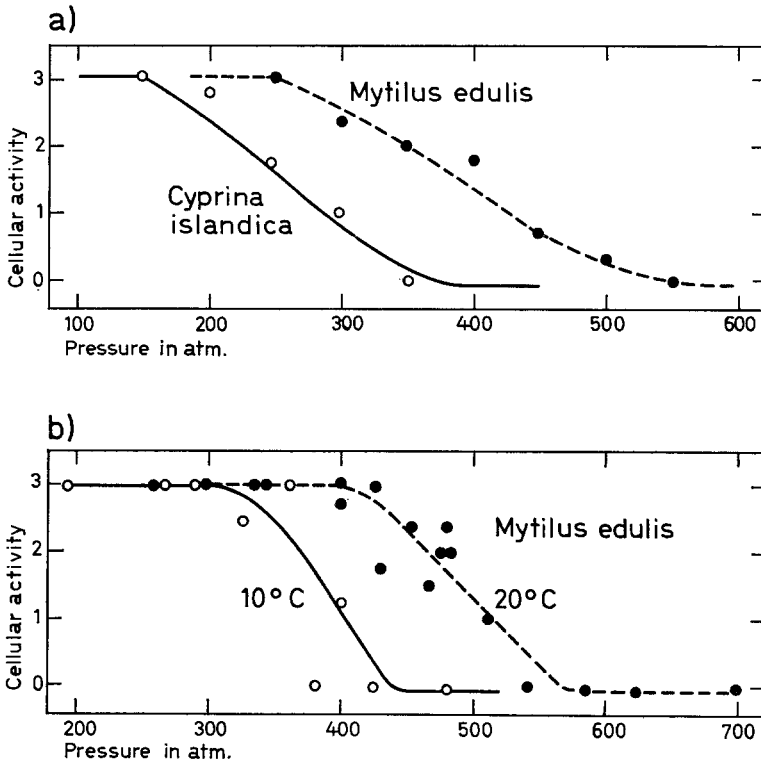 a)
3
2
1
0
Cellular activity
Mytilus edulis
Cyprina
islandica
100 200 300 400 500 600
Pressure in atm.
b)
3
2
1
0
Cellular activity
Mytilus edulis
10°C
20°C
200 300 400 500 600 700
Pressure in atm.